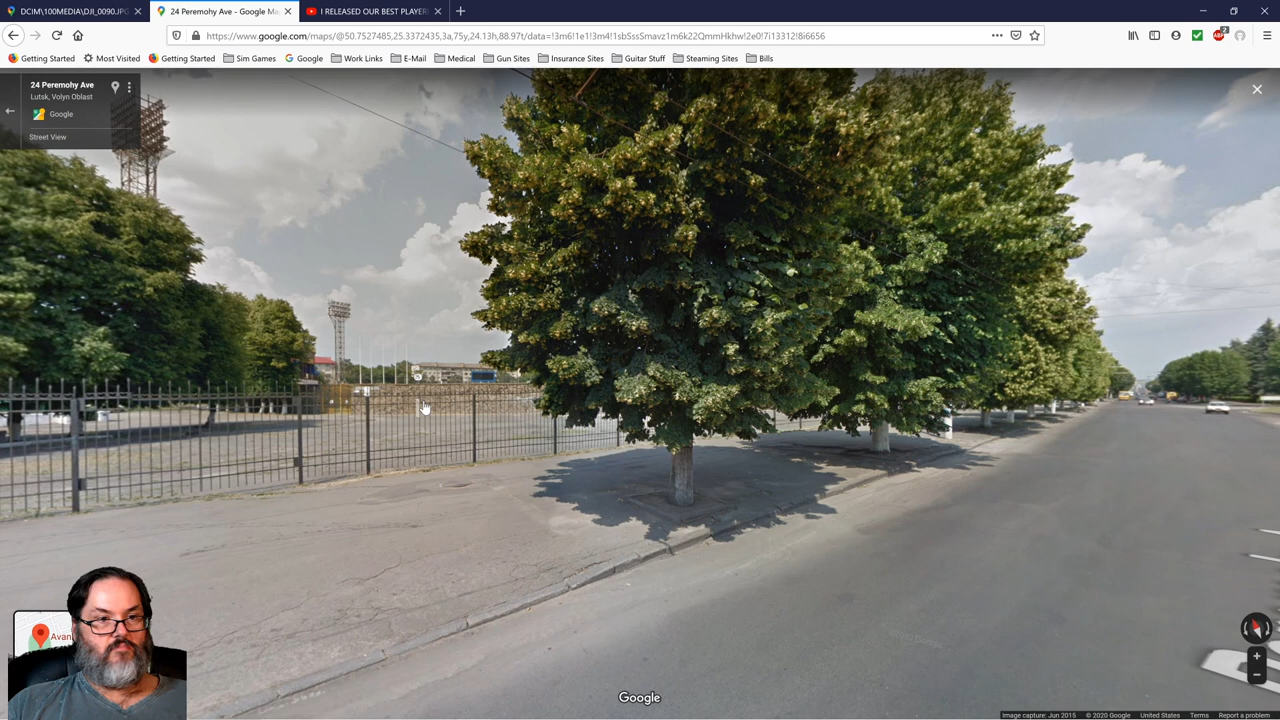 DCIM\100MEDIA\DJI_0090.JPG
24 Peremohy Ave - Google Ma
I RELEASED OUR BEST PLAYER
https://www.google.com/maps/@50.7527485,25.3372435,3a,75y,24.13h,88.97t/data=!3m6!1e1!3m4!1sbSssSmavz1m6k22QmmHkhw!2e0!7i13312!8i6656
Getting Started Most Visited Getting Started Sim Games Google Work Links E-Mail Medical Gun Sites Insurance Sites Guitar Stuff Steaming Sites Bills
24 Peremohy Ave
Lutsk, Volyn Oblast
Google
Street View
Avan
Google
Image capture: Jun 2015 © 2020 Google United States Terms Report a problem